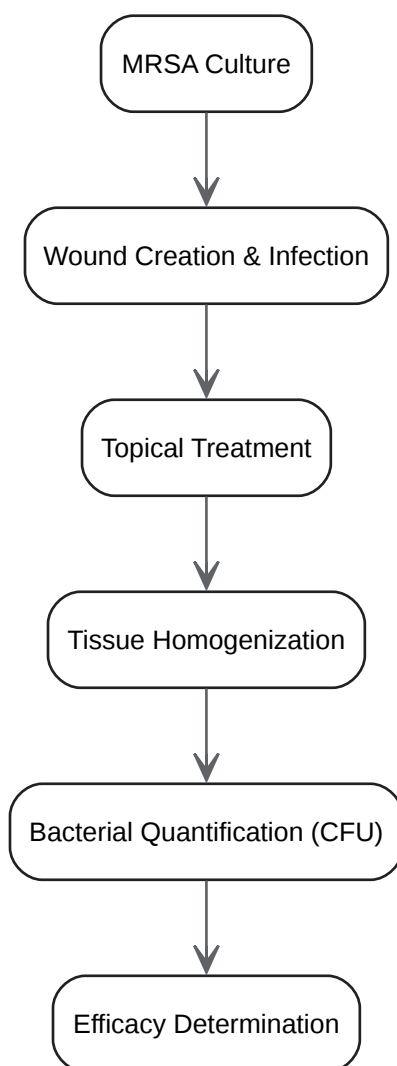 MRSA Culture
Wound Creation & Infection
Topical Treatment
Tissue Homogenization
Bacterial Quantification (CFU)
Efficacy Determination